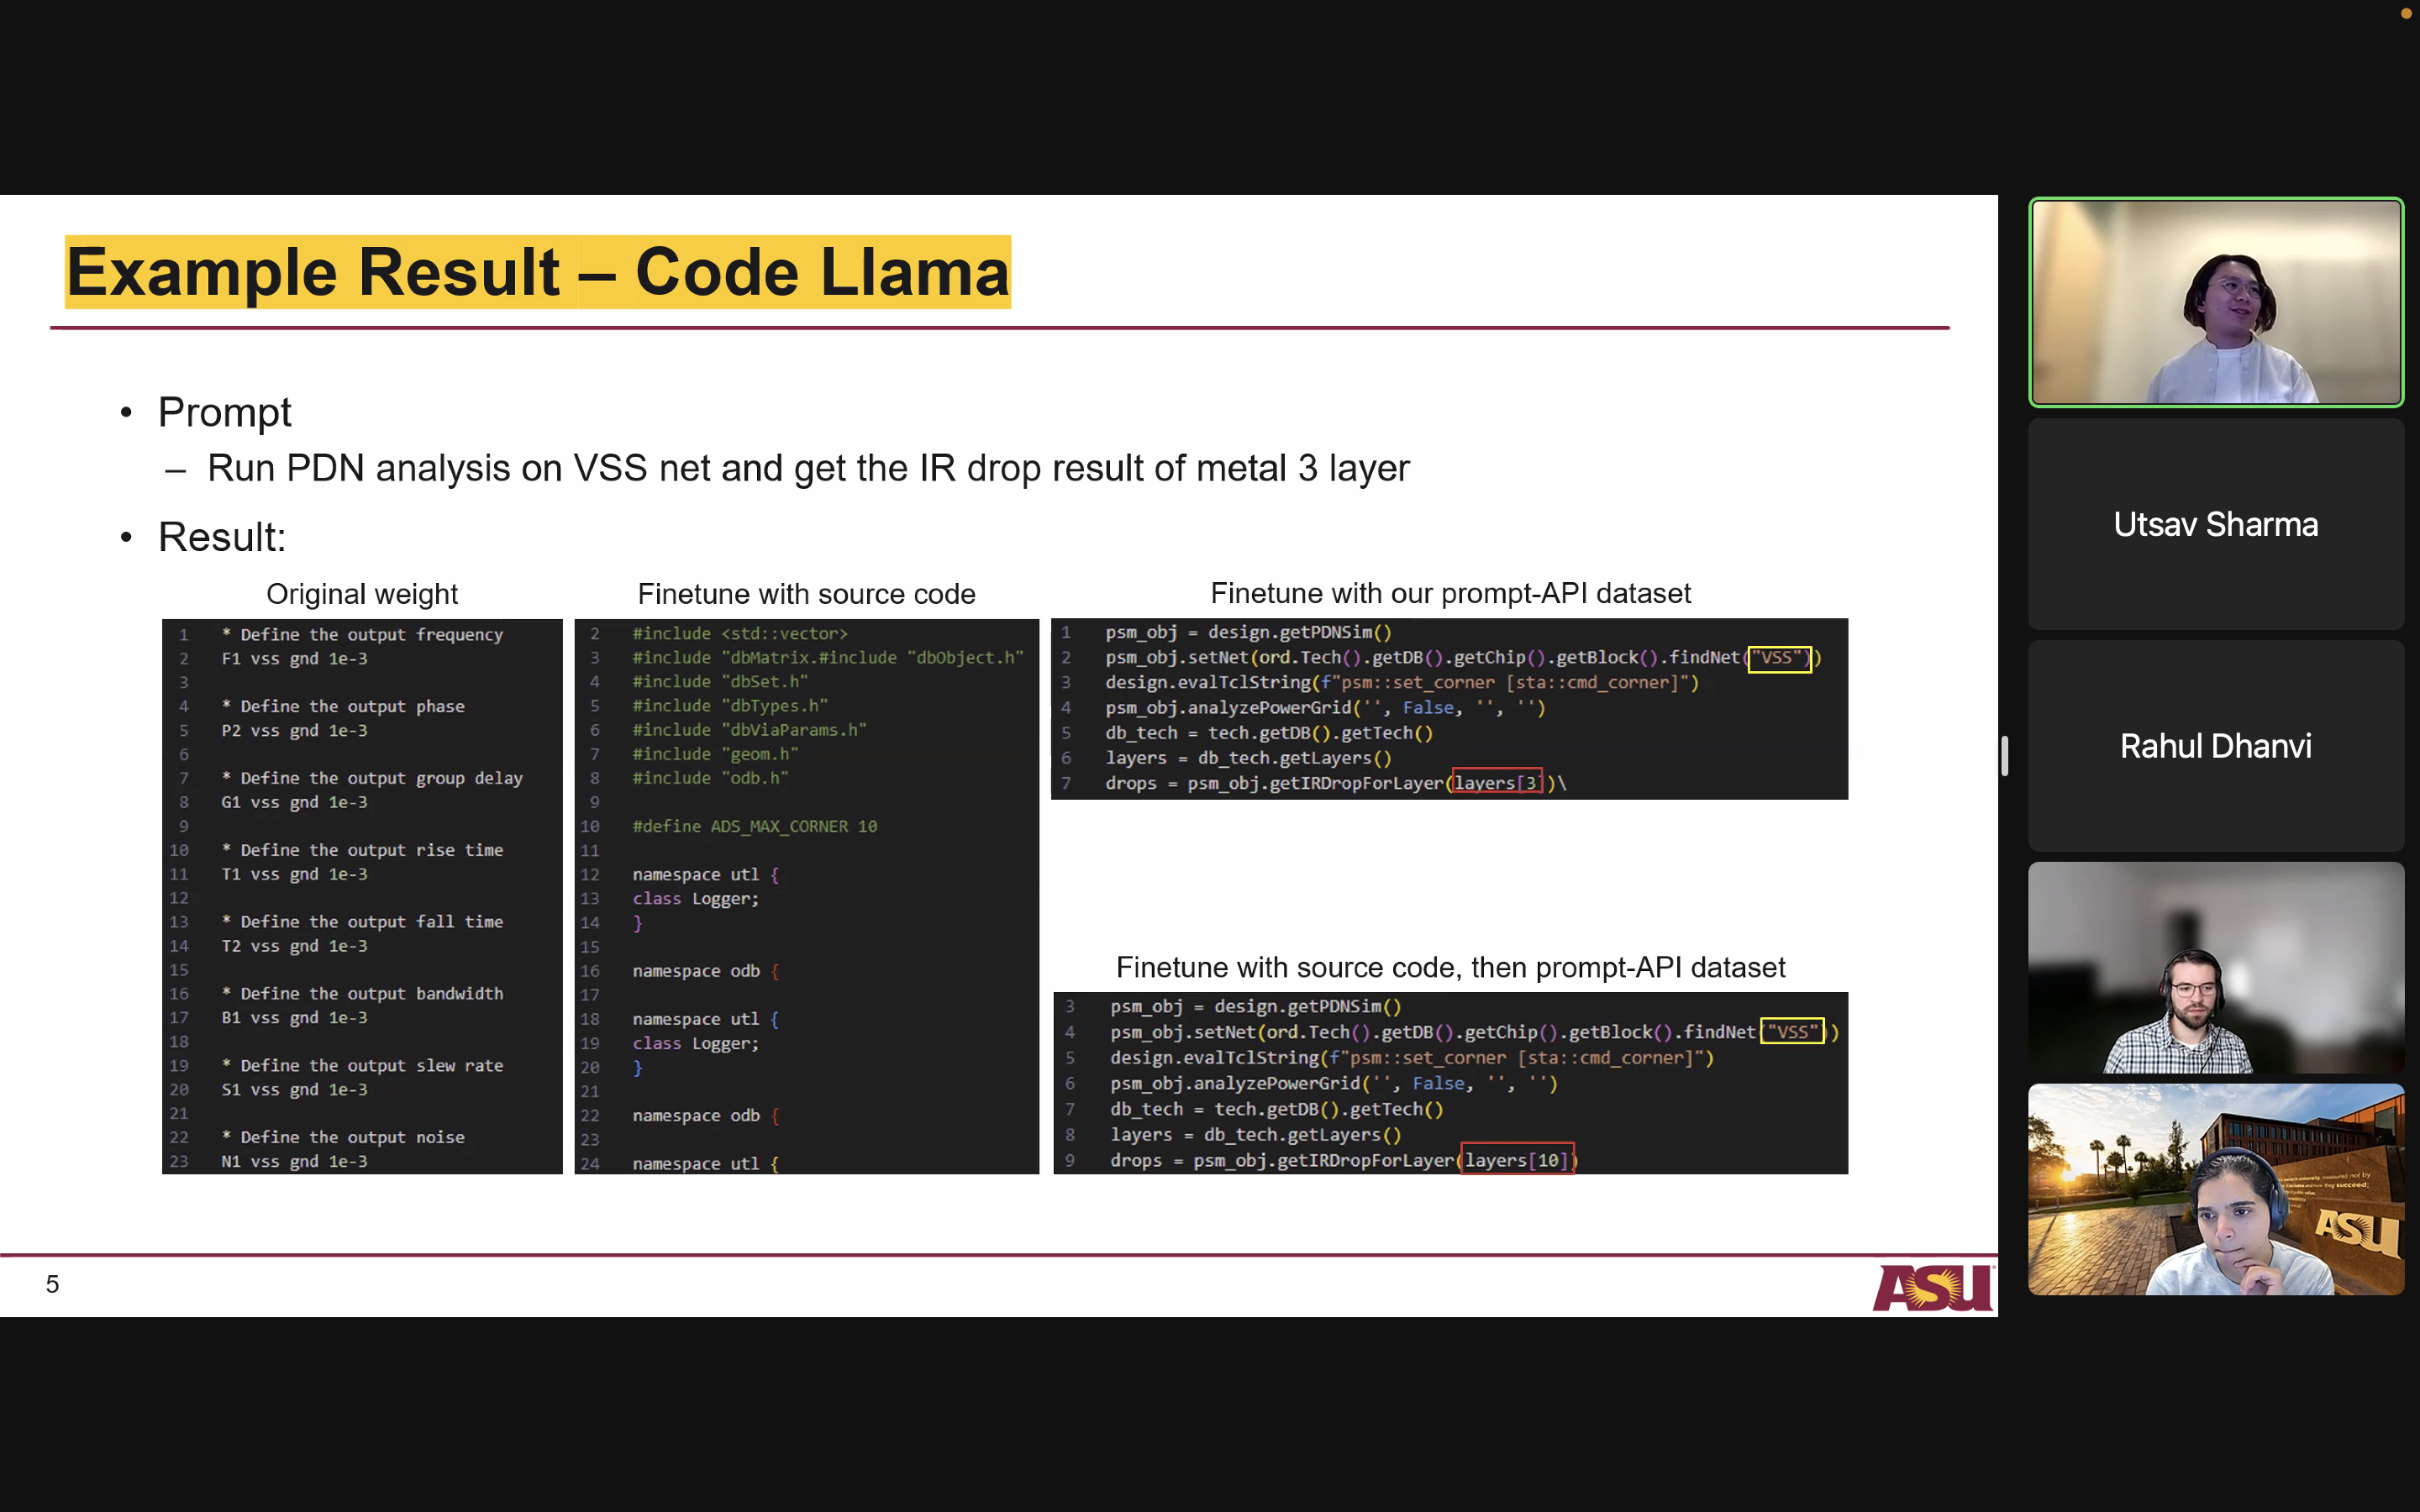 Example Result – Code Llama
• Prompt
– Run PDN analysis on VSS net and get the IR drop result of metal 3 layer
• Result:
Original weight
1 * Define the output frequency
2 F1 vss gnd 1e-3
3
4 * Define the output phase
5 P2 vss gnd 1e-3
6
7 * Define the output group delay
8 G1 vss gnd 1e-3
9
10 * Define the output rise time
11 T1 vss gnd 1e-3
12
13 * Define the output fall time
14 T2 vss gnd 1e-3
15
16 * Define the output bandwidth
17 B1 vss gnd 1e-3
18
19 * Define the output slew rate
20 S1 vss gnd 1e-3
21
22 * Define the output noise
23 N1 vss gnd 1e-3
Finetune with source code
2 #include <std::vector>
3 #include "dbMatrix.#include "dbObject.h"
4 #include "dbSet.h"
5 #include "dbTypes.h"
6 #include "dbViaParams.h"
7 #include "geom.h"
8 #include "odb.h"
9
10 #define ADS_MAX_CORNER 10
11
12 namespace utl {
13 class Logger;
14 }
15
16 namespace odb {
17
18 namespace utl {
19 class Logger;
20 }
21
22 namespace odb {
23
24 namespace utl {
Finetune with our prompt-API dataset
1 psm_obj = design.getPDNSim()
2 psm_obj.setNet(ord.Tech().getDB().getChip().getBlock().findNet("VSS"))
3 design.evalTclString(f"psm::set_corner [sta::cmd_corner]")
4 psm_obj.analyzePowerGrid('', False, '', '')
5 db_tech = tech.getDB().getTech()
6 layers = db_tech.getLayers()
7 drops = psm_obj.getIRDropForLayer(layers[3])\
Finetune with source code, then prompt-API dataset
3 psm_obj = design.getPDNSim()
4 psm_obj.setNet(ord.Tech().getDB().getChip().getBlock().findNet("VSS"))
5 design.evalTclString(f"psm::set_corner [sta::cmd_corner]")
6 psm_obj.analyzePowerGrid('', False, '', '')
7 db_tech = tech.getDB().getTech()
8 layers = db_tech.getLayers()
9 drops = psm_obj.getIRDropForLayer(layers[10])
5
ASU
Utsav Sharma
Rahul Dhanvi
ASU